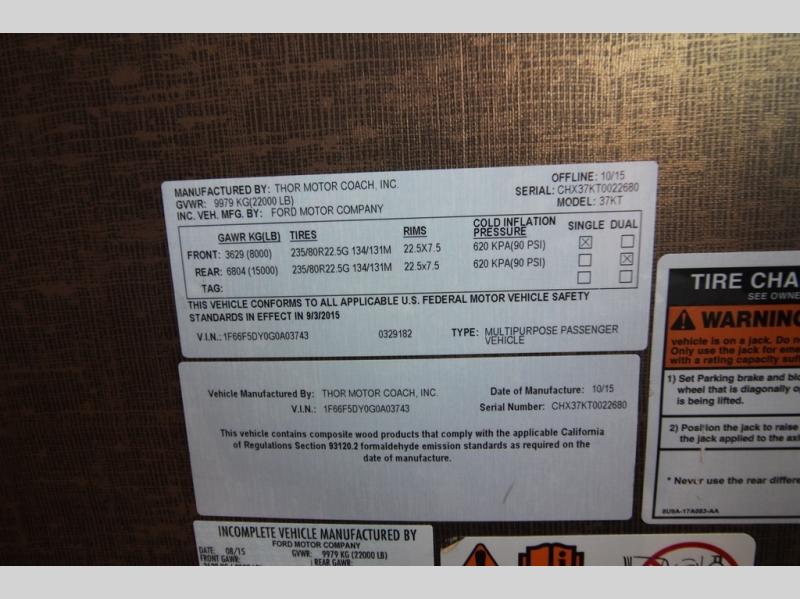 MANUFACTURED BY: THOR MOTOR COACH, INC.
OFFLINE: 10/15
GVWR: 9979 KG(22000 LB)
SERIAL: CHX37KT0022680
INC. VEH. MFG. BY: FORD MOTOR COMPANY
MODEL: 37KT
GAWR KG(LB) TIRES RIMS COLD INFLATION PRESSURE SINGLE DUAL
FRONT: 3629 (8000) 235/80R22.5G 134/131M 22.5X7.5 620 KPA(90 PSI)
REAR: 6804 (15000) 235/80R22.5G 134/131M 22.5x7.5 620 KPA(90 PSI)
TAG:
THIS VEHICLE CONFORMS TO ALL APPLICABLE U.S. FEDERAL MOTOR VEHICLE SAFETY
STANDARDS IN EFFECT IN 9/3/2015
V.I.N.: 1F66F5DY0G0A03743 0329182 TYPE: MULTIPURPOSE PASSENGER
VEHICLE
Vehicle Manufactured By: THOR MOTOR COACH, INC. Date of Manufacture: 10/15
V.I.N.: 1F66F5DY0G0A03743 Serial Number: CHX37KT0022680
This vehicle contains composite wood products that comply with the applicable California
of Regulations Section 93120.2 formaldehyde emission standards as required on the
date of manufacture.
INCOMPLETE VEHICLE MANUFACTURED BY
FORD MOTOR COMPANY
DATE: 08/15 GVWR: 9979 KG (22000 LB)
FRONT GAWR: REAR GAWR:
TIRE CHA
SEE OWNE
WARNING
vehicle is on a jack. Do n
Only use the jack for eme
with a rating capacity suf
1) Set Parking brake and blo
wheel that is diagonally o
is being lifted.
2) Position the jack to raise
the jack applied to the ax
* Never use the rear differe
8U9A-17A083-AA